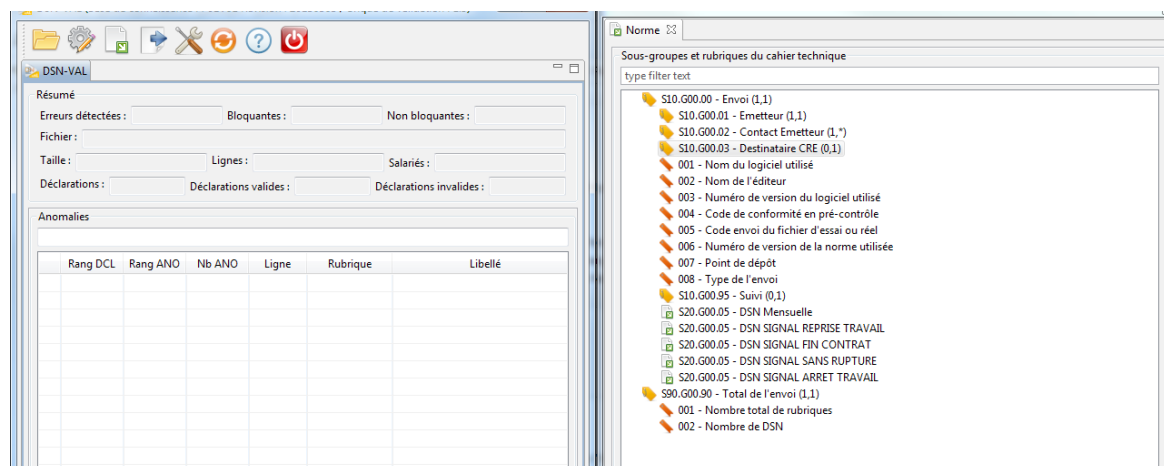 DSN-VAL
Résumé
Erreurs détectées : Bloquantes : Non bloquantes :
Fichier :
Taille : Lignes : Salariés :
Déclarations : Déclarations valides : Déclarations invalides :
Anomalies
Rang DCL Rang ANO Nb ANO Ligne Rubrique Libellé
Norme
Sous-groupes et rubriques du cahier technique
type filter text
S10.G00.00 - Envoi (1,1)
S10.G00.01 - Emetteur (1,1)
S10.G00.02 - Contact Emetteur (1,*)
S10.G00.03 - Destinataire CRE (0,1)
001 - Nom du logiciel utilisé
002 - Nom de l'éditeur
003 - Numéro de version du logiciel utilisé
004 - Code de conformité en pré-contrôle
005 - Code envoi du fichier d'essai ou réel
006 - Numéro de version de la norme utilisée
007 - Point de dépôt
008 - Type de l'envoi
S10.G00.95 - Suivi (0,1)
S20.G00.05 - DSN Mensuelle
S20.G00.05 - DSN SIGNAL REPRISE TRAVAIL
S20.G00.05 - DSN SIGNAL FIN CONTRAT
S20.G00.05 - DSN SIGNAL SANS RUPTURE
S20.G00.05 - DSN SIGNAL ARRET TRAVAIL
S90.G00.90 - Total de l'envoi (1,1)
001 - Nombre total de rubriques
002 - Nombre de DSN